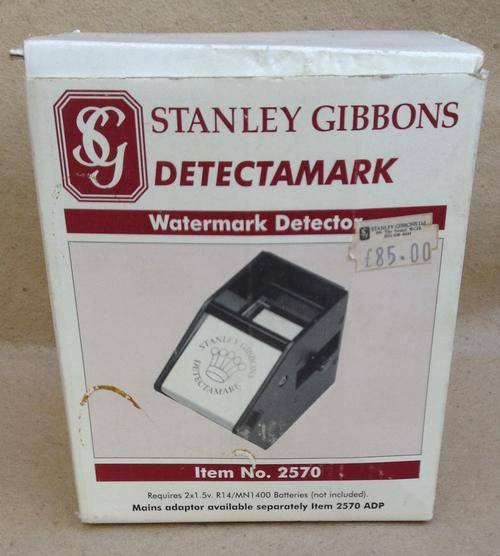 SG
STANLEY GIBBONS
DETECTAMARK
Watermark Detector
STANLEY GIBBONS Ltd
£85.00
STANLEY GIBBONS
DETECTAMARK
Item No. 2570
Requires 2x1.5v. R14/MN1400 Batteries (not included).
Mains adaptor available separately Item 2570 ADP